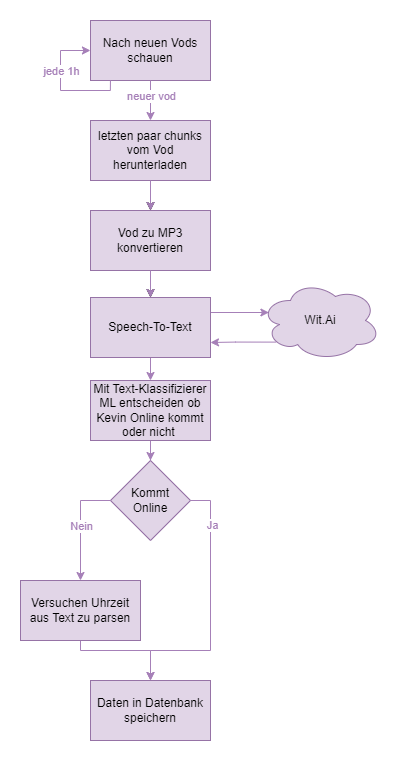 Nach neuen Vods
schauen
jede 1h
neuer vod
letzten paar chunks
vom Vod
herunterladen
Vod zu MP3
konvertieren
Speech-To-Text
Wit.Ai
Mit Text-Klassifizierer
ML entscheiden ob
Kevin Online kommt
oder nicht
Kommt
Online
Nein
Ja
Versuchen Uhrzeit
aus Text zu parsen
Daten in Datenbank
speichern